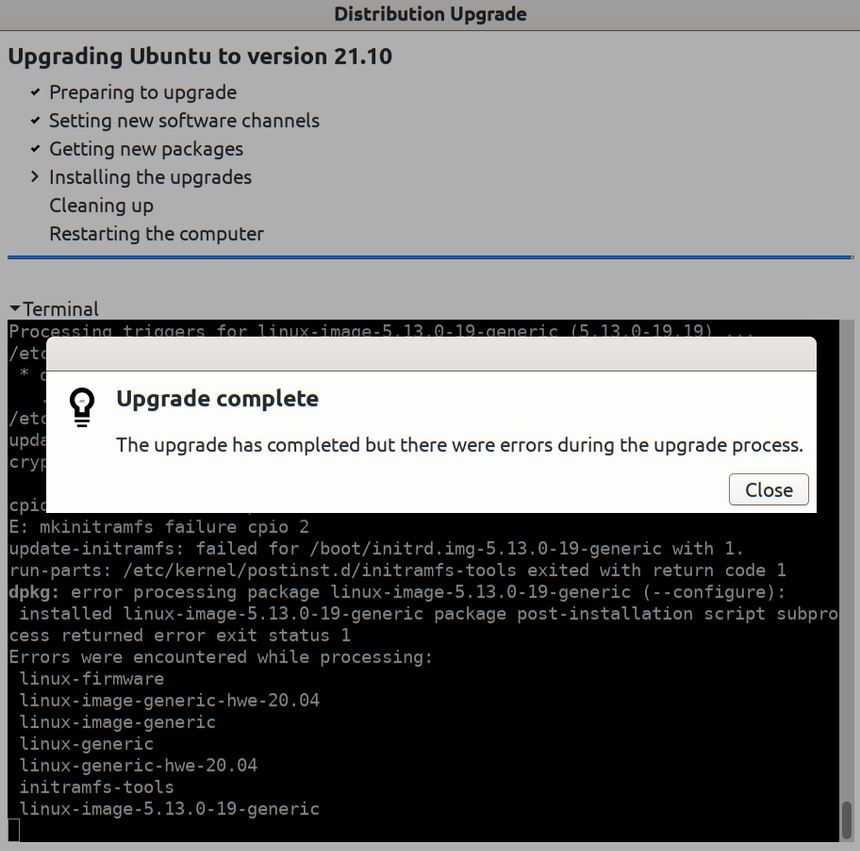 Distribution Upgrade
Upgrading Ubuntu to version 21.10
Preparing to upgrade
Setting new software channels
Getting new packages
Installing the upgrades
Cleaning up
Restarting the computer
Terminal
Processing triggers for linux-image-5.13.0-19-generic (5.13.0-19.19) ...
/etc
*
/etc
upda
cryp
Upgrade complete
The upgrade has completed but there were errors during the upgrade process.
Close
cpio
E: mkinitramfs failure cpio 2
update-initramfs: failed for /boot/initrd.img-5.13.0-19-generic with 1.
run-parts: /etc/kernel/postinst.d/initramfs-tools exited with return code 1
dpkg: error processing package linux-image-5.13.0-19-generic (--configure):
installed linux-image-5.13.0-19-generic package post-installation script subpro
cess returned error exit status 1
Errors were encountered while processing:
linux-firmware
linux-image-generic-hwe-20.04
linux-image-generic
linux-generic
linux-generic-hwe-20.04
initramfs-tools
linux-image-5.13.0-19-generic